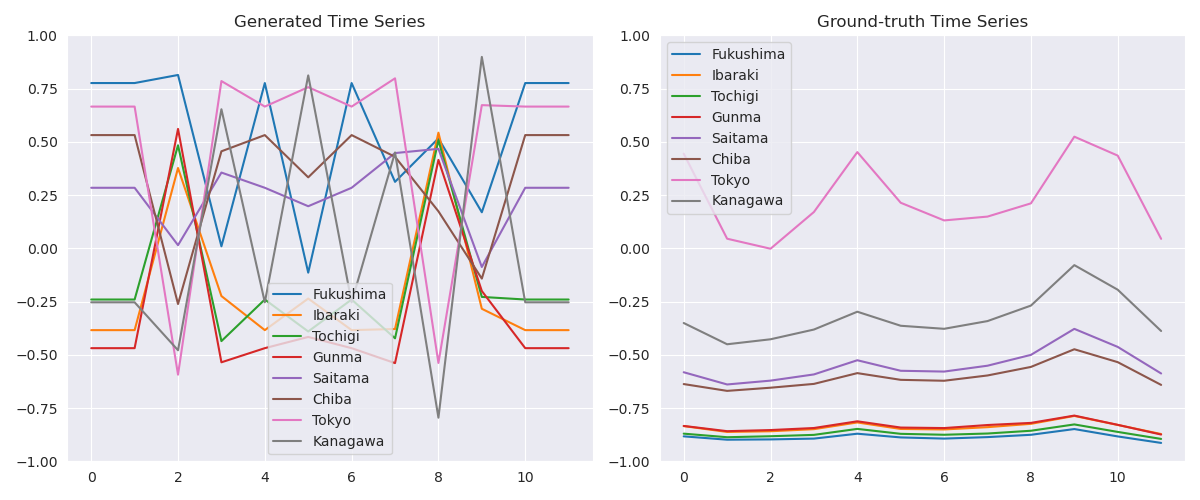 Generated Time Series
1.00
0.75
0.50
0.25
0.00
−0.25
−0.50
−0.75
−1.00
0 2 4 6 8 10
Fukushima
Ibaraki
Tochigi
Gunma
Saitama
Chiba
Tokyo
Kanagawa
Ground-truth Time Series
1.00
0.75
0.50
0.25
0.00
−0.25
−0.50
−0.75
−1.00
0 2 4 6 8 10
Fukushima
Ibaraki
Tochigi
Gunma
Saitama
Chiba
Tokyo
Kanagawa